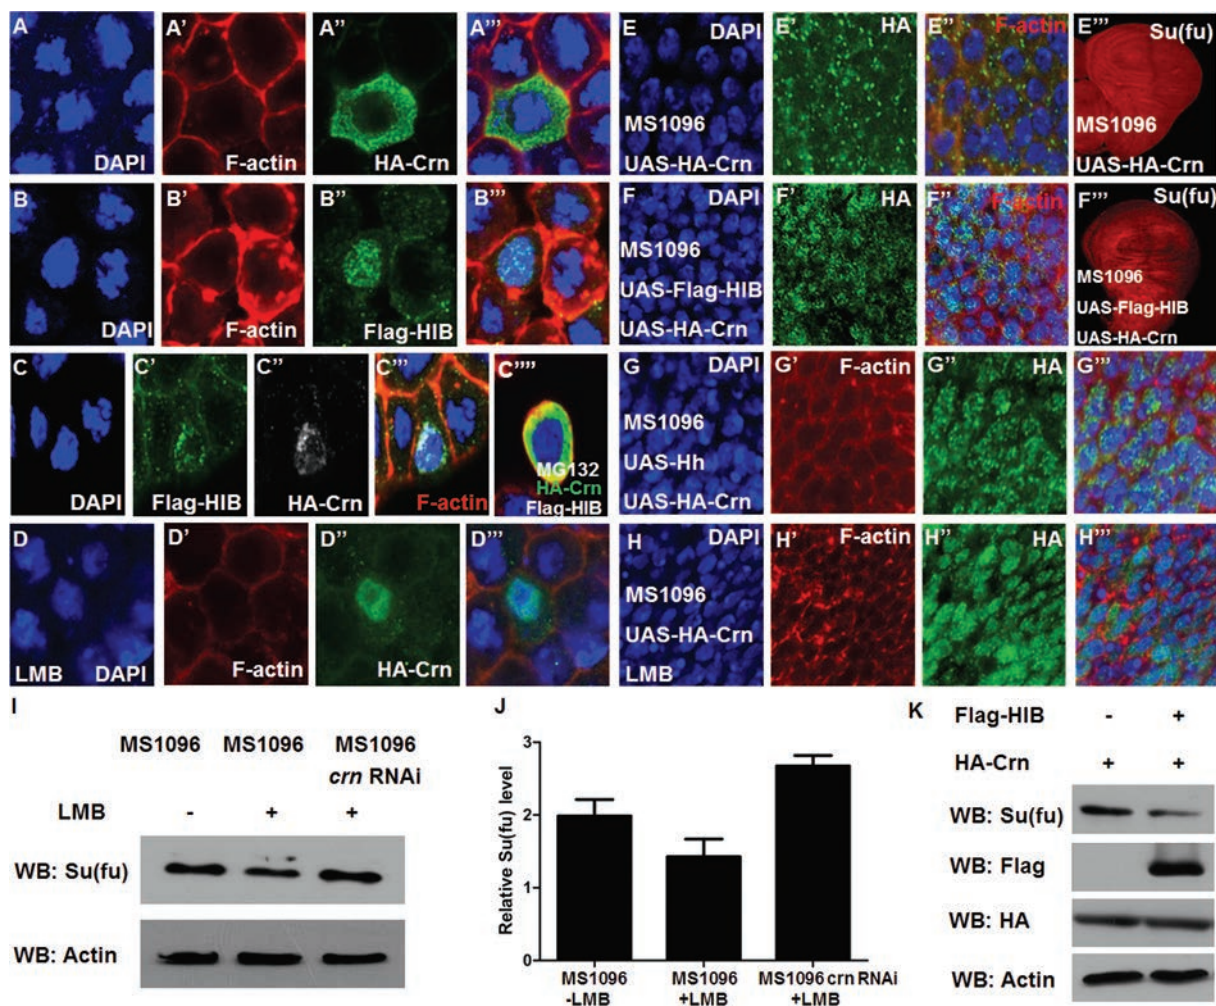 A
DAPI
A'
F-actin
A''
HA-Crn
A'''
E
DAPI
MS1096
UAS-HA-Crn
E'
HA
E''
F-actin
E'''
Su(fu)
MS1096
UAS-HA-Crn
B
DAPI
B'
F-actin
B''
Flag-HIB
B'''
F
DAPI
MS1096
UAS-Flag-HIB
UAS-HA-Crn
F'
HA
F''
F-actin
F'''
Su(fu)
MS1096
UAS-Flag-HIB
UAS-HA-Crn
C
DAPI
C'
Flag-HIB
C''
HA-Crn
C'''
F-actin
C''''
MG132
HA-Crn
Flag-HIB
G
DAPI
MS1096
UAS-Hh
UAS-HA-Crn
G'
F-actin
G''
HA
G'''
D
LMB DAPI
D'
F-actin
D''
HA-Crn
D'''
H
DAPI
MS1096
UAS-HA-Crn
LMB
H'
F-actin
H''
HA
H'''
I
MS1096 MS1096 MS1096
crn RNAi
LMB - + +
WB: Su(fu)
WB: Actin
J
Relative Su(fu) level
3
2
1
0
MS1096 MS1096 MS1096 crn RNAi
-LMB +LMB +LMB
K
Flag-HIB - +
HA-Crn + +
WB: Su(fu)
WB: Flag
WB: HA
WB: Actin